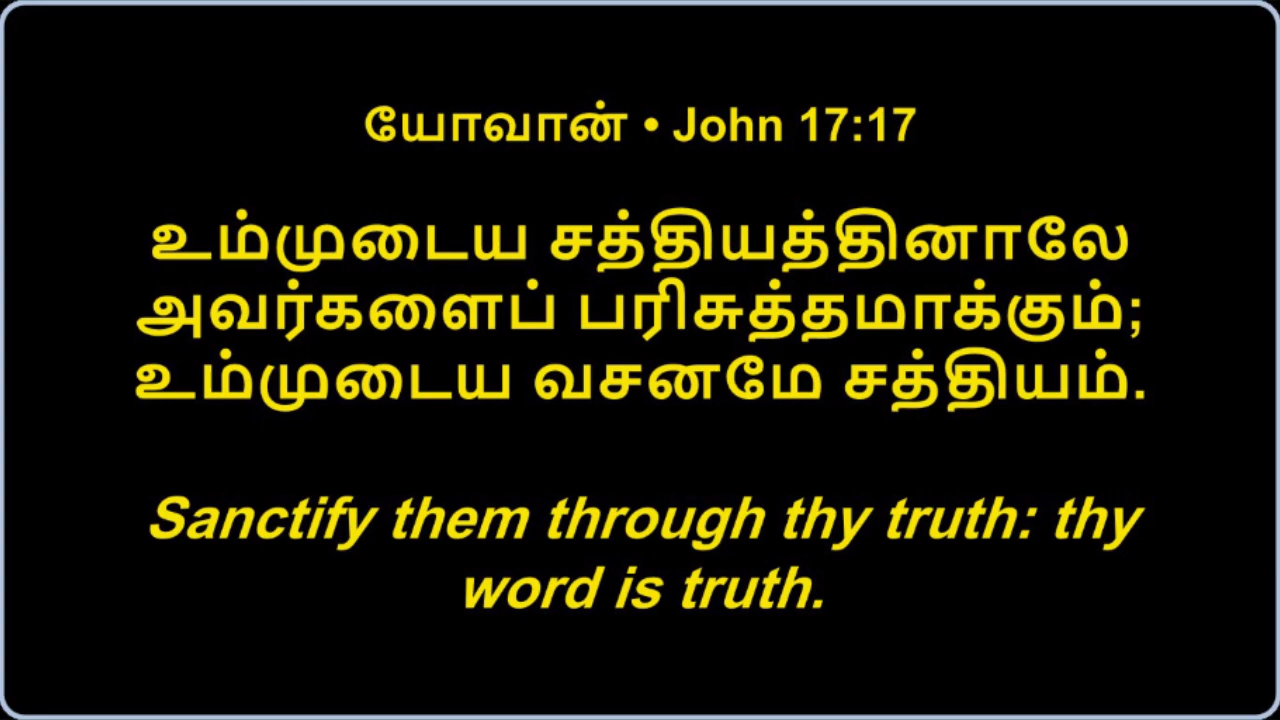 யோவான் • John 17:17
உம்முடைய சத்தியத்தினாலே
அவர்களைப் பரிசுத்தமாக்கும்;
உம்முடைய வசனமே சத்தியம்.
Sanctify them through thy truth: thy
word is truth.